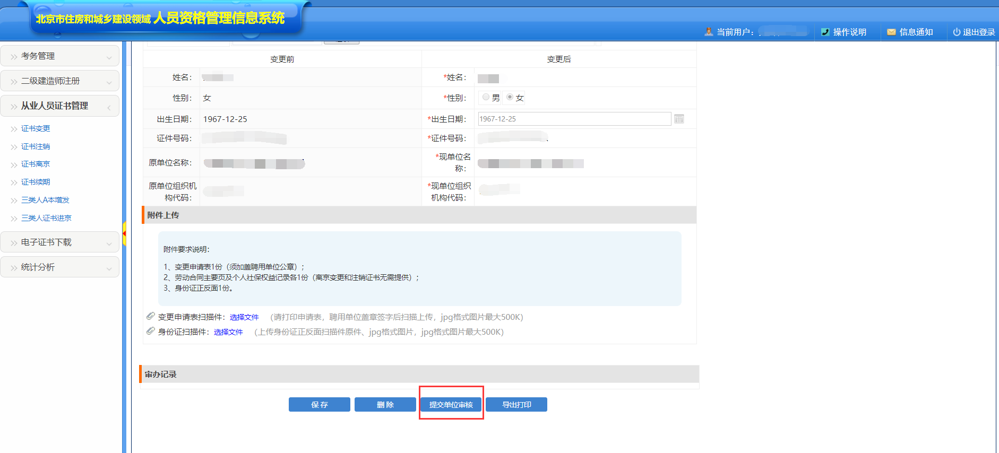 北京市住房和城乡建设领域 人员资格管理信息系统
当前用户：
操作说明
信息通知
退出登录
考务管理
二级建造师注册
从业人员证书管理
证书变更
证书注销
证书离京
证书续期
三类人A本增发
三类人证书进京
电子证书下载
统计分析
变更前 变更后
姓名： *姓名：
性别： 女 *性别： 男 女
出生日期： 1967-12-25 *出生日期： 1967-12-25
证件号码： *证件号码：
原单位名称： *现单位名
称：
原单位组织机 *现单位组织
构代码： 机构代码：
附件上传
附件要求说明：
1、变更申请表1份（须加盖聘用单位公章）；
2、劳动合同主要页及个人社保权益记录各1份（离京变更和注销证书无需提供）；
3、身份证正反面1份。
变更申请表扫描件：选择文件 （请打印申请表，聘用单位盖章签字后扫描上传，jpg格式图片最大500K）
身份证扫描件：选择文件 （上传身份证正反面扫描件原件、jpg格式图片，jpg格式图片最大500K）
审办记录
保 存 删 除 提交单位审核 导出打印